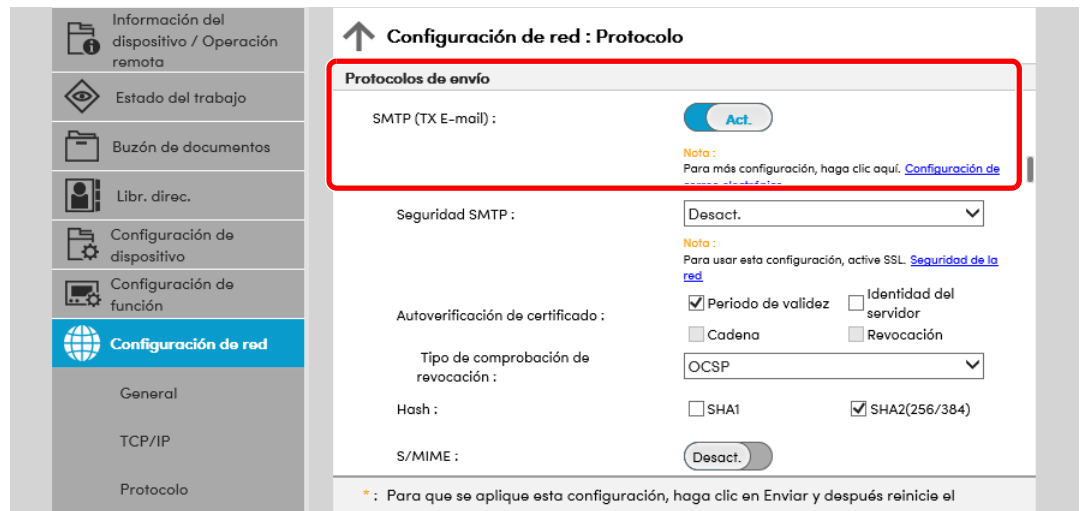 Información del
dispositivo / Operación
remota
Estado del trabajo
Buzón de documentos
Libr. direc.
Configuración de
dispositivo
Configuración de
función
Configuración de red
General
TCP/IP
Protocolo
Configuración de red : Protocolo
Protocolos de envío
SMTP (TX E-mail) :
Act.
Nota :
Para más configuración, haga clic aquí. Configuración de
correo electrónico
Seguridad SMTP :
Desact.
Nota :
Para usar esta configuración, active SSL. Seguridad de la
red
Autoverificación de certificado :
Periodo de validez
Identidad del
servidor
Cadena
Revocación
Tipo de comprobación de
revocación :
OCSP
Hash :
SHA1
SHA2(256/384)
S/MIME :
Desact.
* : Para que se aplique esta configuración, haga clic en Enviar y después reinicie el